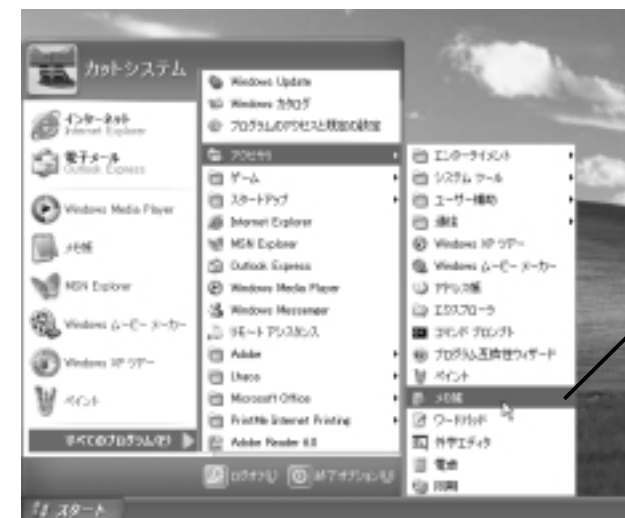 カットシステム
インターネット
Internet Explorer
電子メール
Outlook Express
Windows Media Player
メモ帳
MSN Explorer
Windows ムービー メーカー
Windows XP ツアー
ペイント
すべてのプログラム(P)
Windows Update
Windows カタログ
プログラムのアクセスと既定の設定
アクセサリ
ゲーム
スタートアップ
Internet Explorer
MSN Explorer
Outlook Express
Windows Media Player
Windows Messenger
リモート アシスタンス
Adobe
Lhaca
Microsoft Office
PrintMe Internet Printing
Adobe Reader 6.0
エンターテイメント
システム ツール
ユーザー補助
通信
Windows XP ツアー
Windows ムービー メーカー
アドレス帳
エクスプローラ
コマンド プロンプト
プログラム互換性ウィザード
ペイント
メモ帳
ワードパッド
外字エディタ
電卓
同期
ログオフ(L)
終了オプション(U)
スタート